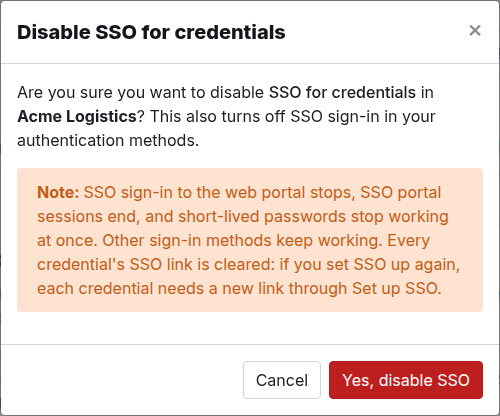 Disable SSO for credentials
×
Are you sure you want to disable SSO for credentials in
Acme Logistics? This also turns off SSO sign-in in your
authentication methods.
Note: SSO sign-in to the web portal stops, SSO portal
sessions end, and short-lived passwords stop working
at once. Other sign-in methods keep working. Every
credential's SSO link is cleared: if you set SSO up again,
each credential needs a new link through Set up SSO.
Cancel
Yes, disable SSO